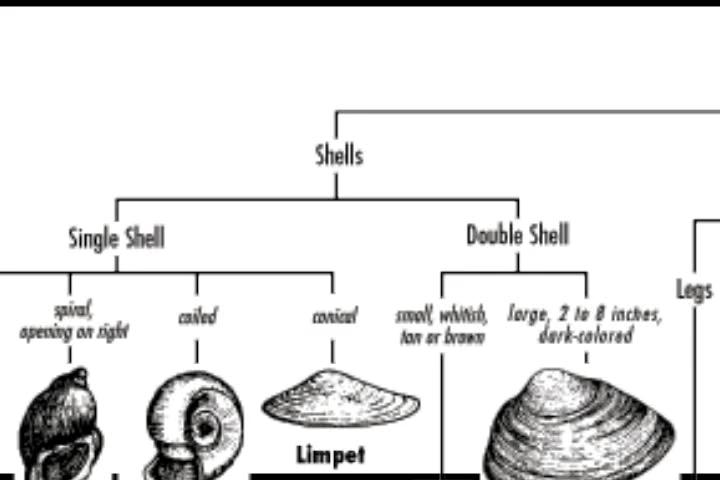 Shells
Single Shell
Double Shell
Legs
spiral,
opening on right
coiled
conical
small, whitish,
tan or brown
large, 2 to 8 inches,
dark-colored
Limpet